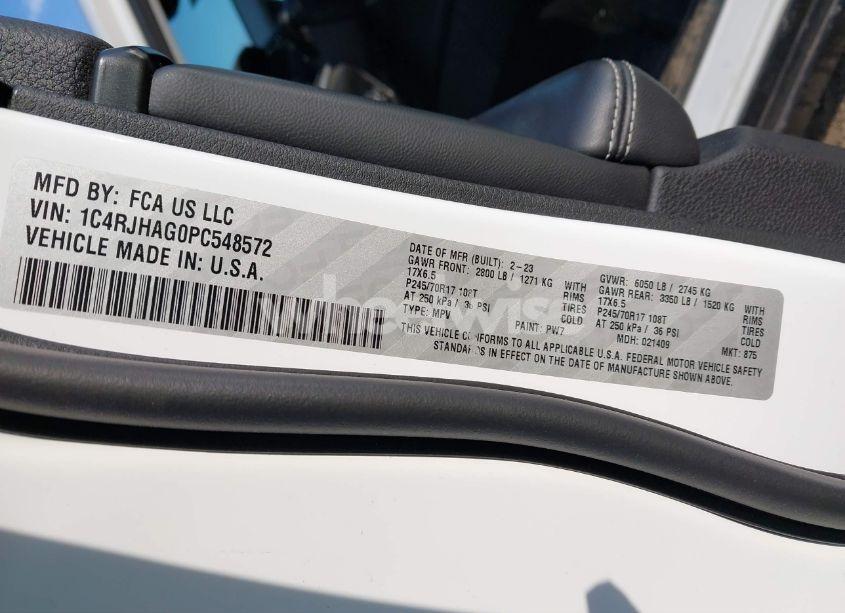 MFD BY: FCA US LLC
VIN: 1C4RJHAG0PC548572
VEHICLE MADE IN: U.S.A.
DATE OF MFR (BUILT): 2-23 GVWR: 6050 LB / 2745 KG
GAWR FRONT: 2800 LB / 1271 KG WITH GAWR REAR: 3350 LB / 1520 KG WITH
17X6.5 RIMS 17X6.5 RIMS
P245/70R17 108T TIRES P245/70R17 108T TIRES
AT 250 kPa / 36 PSI COLD AT 250 kPa / 36 PSI COLD
TYPE: MPV PAINT: PW7 MDH: 021409 MKT: 875
THIS VEHICLE CONFORMS TO ALL APPLICABLE U.S.A. FEDERAL MOTOR VEHICLE SAFETY
STANDARDS IN EFFECT ON THE DATE OF MANUFACTURE SHOWN ABOVE.